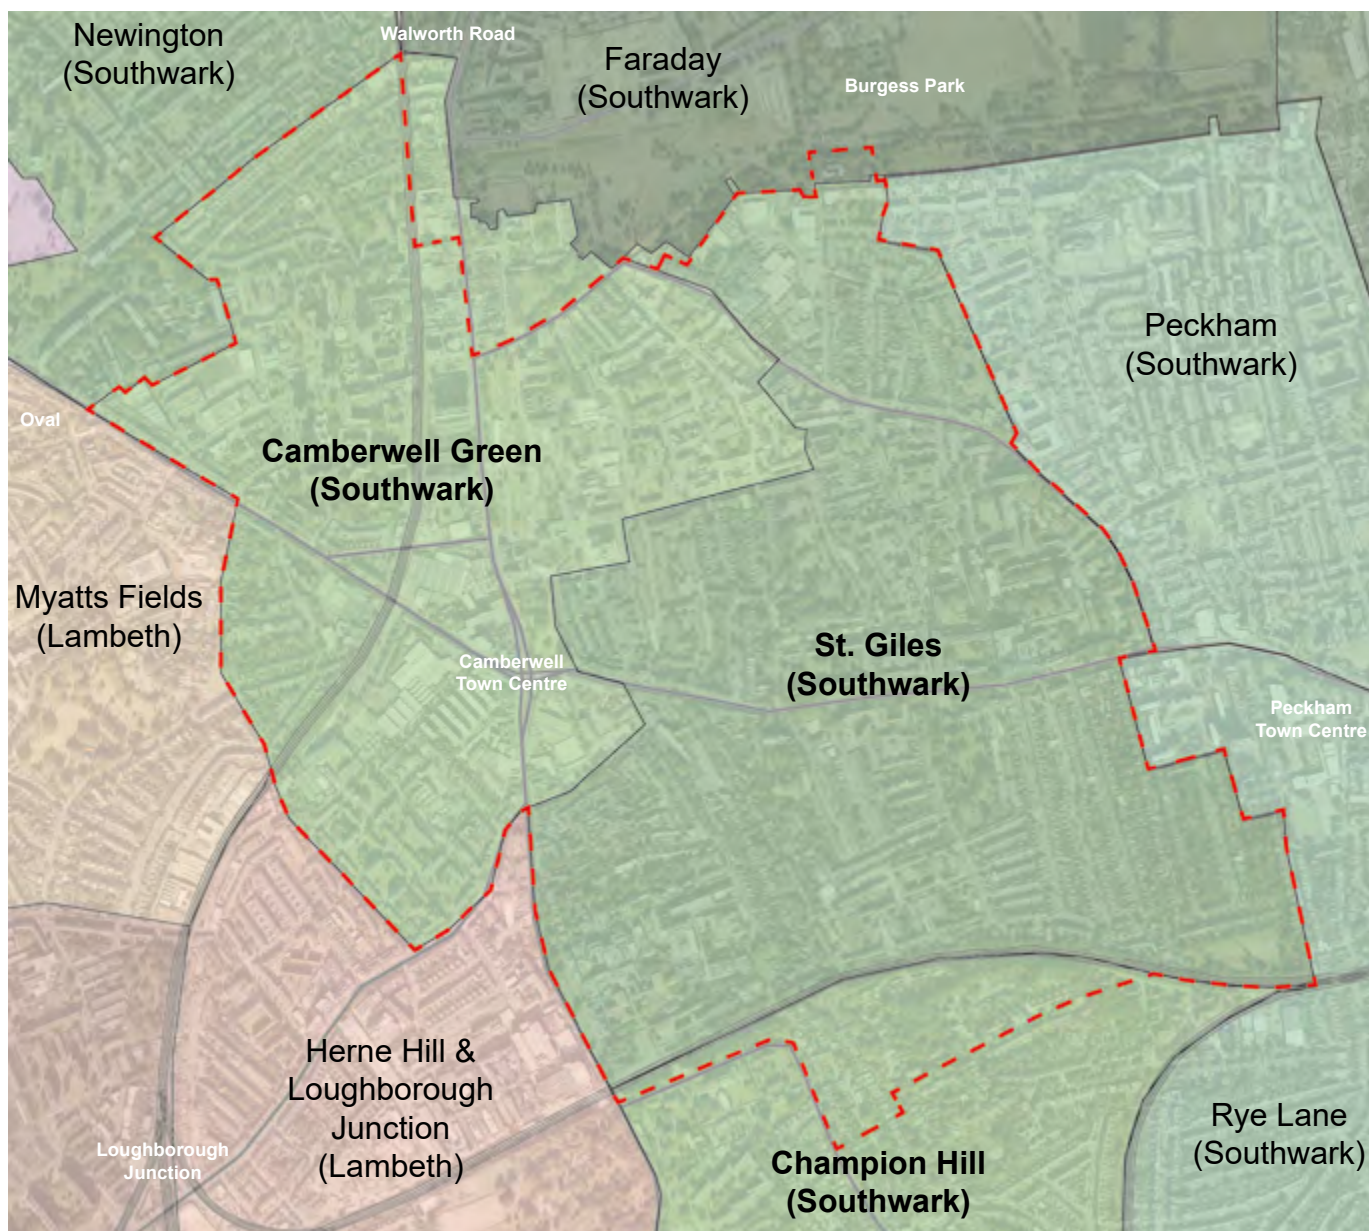 Newington
(Southwark)
Walworth Road
Faraday
(Southwark)
Burgess Park
Peckham
(Southwark)
Oval
Camberwell Green
(Southwark)
Myatts Fields
(Lambeth)
Camberwell
Town Centre
St. Giles
(Southwark)
Peckham
Town Centre
Herne Hill &
Loughborough
Junction
(Lambeth)
Loughborough
Junction
Champion Hill
(Southwark)
Rye Lane
(Southwark)